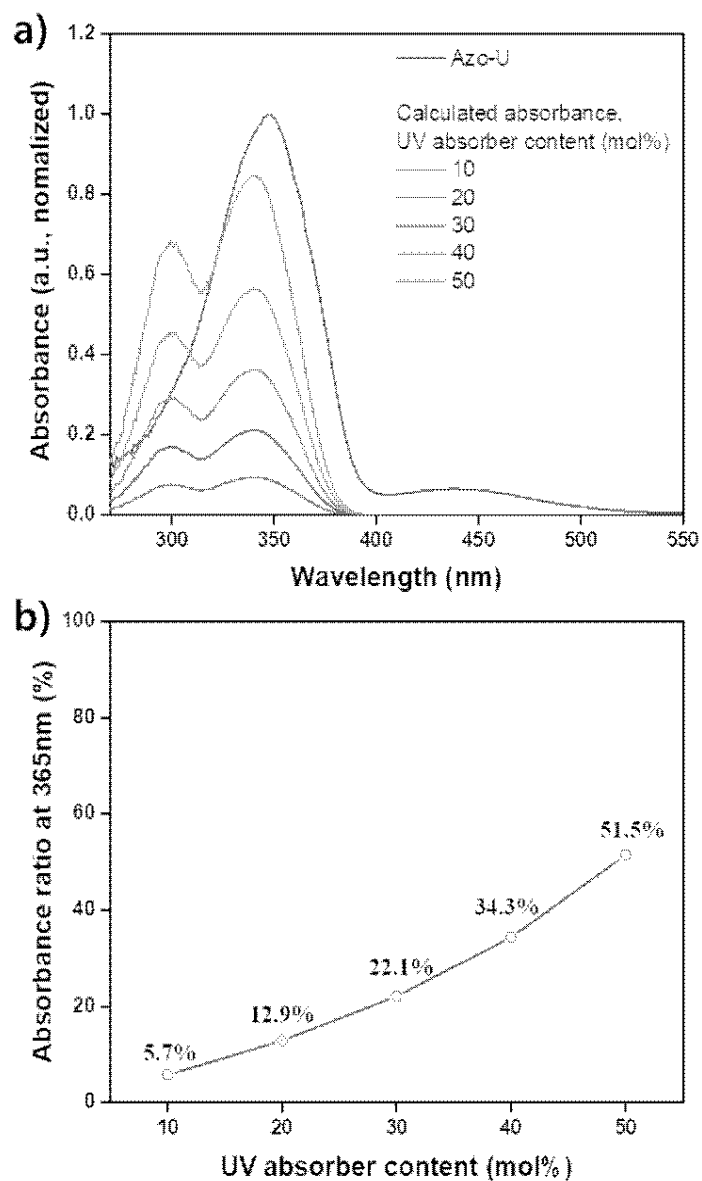 a)
Absorbance (a.u., nomalized)
1.2
1.0
0.8
0.6
0.4
0.2
0.0
Azo-U
Calculated absorbance,
UV absorber content (mol%)
10
20
30
40
50
300 350 400 450 500 550
Wavelength (nm)
b)
Absorbance ratio at 365nm (%)
100
80
60
40
20
0
5.7%
12.9%
22.1%
34.3%
51.5%
10 20 30 40 50
UV absorber content (mol%)